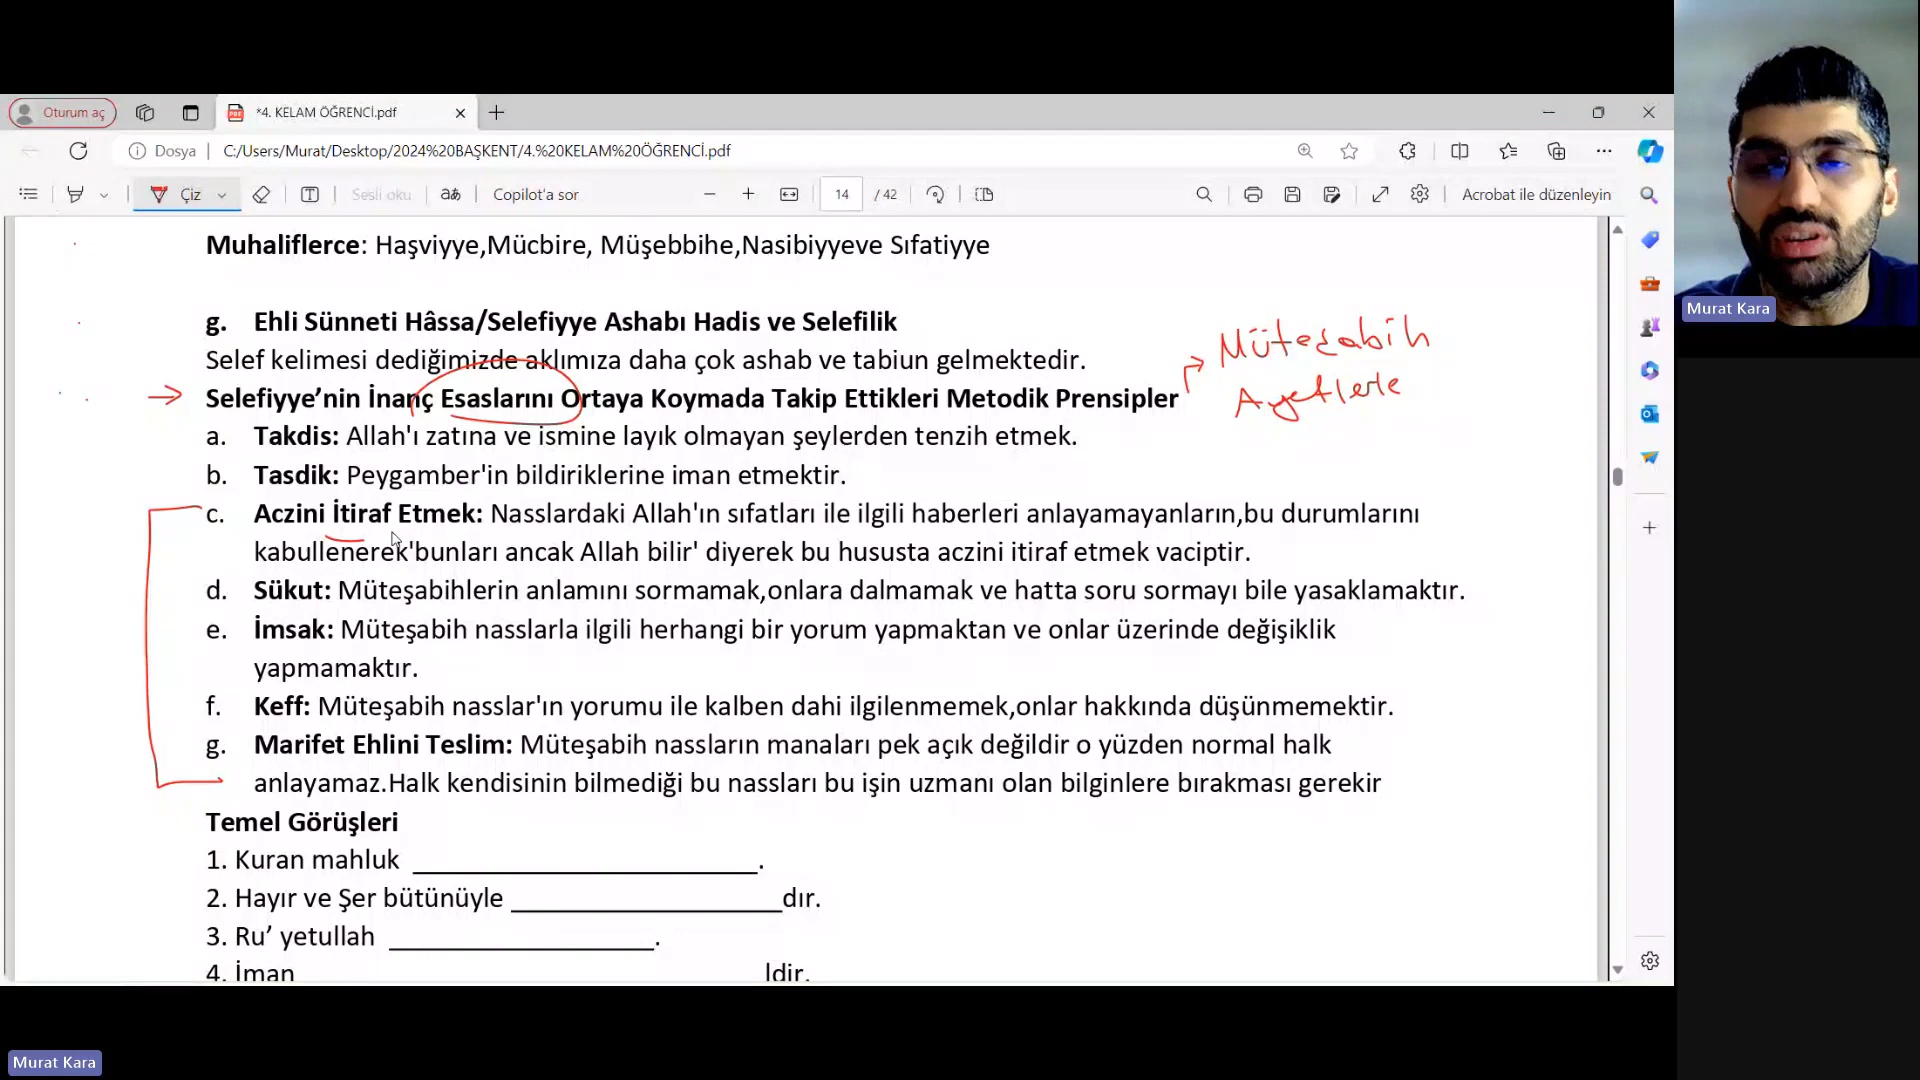 Oturum aç
*4. KELAM ÖĞRENCİ.pdf
Dosya
C:/Users/Murat/Desktop/2024%20BAŞKENT/4.%20KELAM%20ÖĞRENCİ.pdf
Çiz
Sesli oku
aあ
Copilot'a sor
14
/ 42
Acrobat ile düzenleyin
Muhaliflerce: Haşviyye,Mücbire, Müşebbihe,Nasibiyyeve Sıfatiyye
g. Ehli Sünneti Hâssa/Selefiyye Ashabı Hadis ve Selefilik
Selef kelimesi dediğimizde aklımıza daha çok ashab ve tabiun gelmektedir.
Müteşabih
Ayetlerle
Selefiyye’nin İnanç Esaslarını Ortaya Koymada Takip Ettikleri Metodik Prensipler
a. Takdis: Allah'ı zatına ve ismine layık olmayan şeylerden tenzih etmek.
b. Tasdik: Peygamber'in bildiriklerine iman etmektir.
c. Aczini İtiraf Etmek: Nasslardaki Allah'ın sıfatları ile ilgili haberleri anlayamayanların,bu durumlarını
kabullenerek'bunları ancak Allah bilir' diyerek bu hususta aczini itiraf etmek vaciptir.
d. Sükut: Müteşabihlerin anlamını sormamak,onlara dalmamak ve hatta soru sormayı bile yasaklamaktır.
e. İmsak: Müteşabih nasslarla ilgili herhangi bir yorum yapmaktan ve onlar üzerinde değişiklik
yapmamaktır.
f. Keff: Müteşabih nasslar'ın yorumu ile kalben dahi ilgilenmemek,onlar hakkında düşünmemektir.
g. Marifet Ehlini Teslim: Müteşabih nassların manaları pek açık değildir o yüzden normal halk
anlayamaz.Halk kendisinin bilmediği bu nassları bu işin uzmanı olan bilginlere bırakması gerekir
Temel Görüşleri
1. Kuran mahluk ________________________.
2. Hayır ve Şer bütünüyle ___________________dır.
3. Ru’ yetullah ___________________.
4. İman ldir.
Murat Kara
Murat Kara